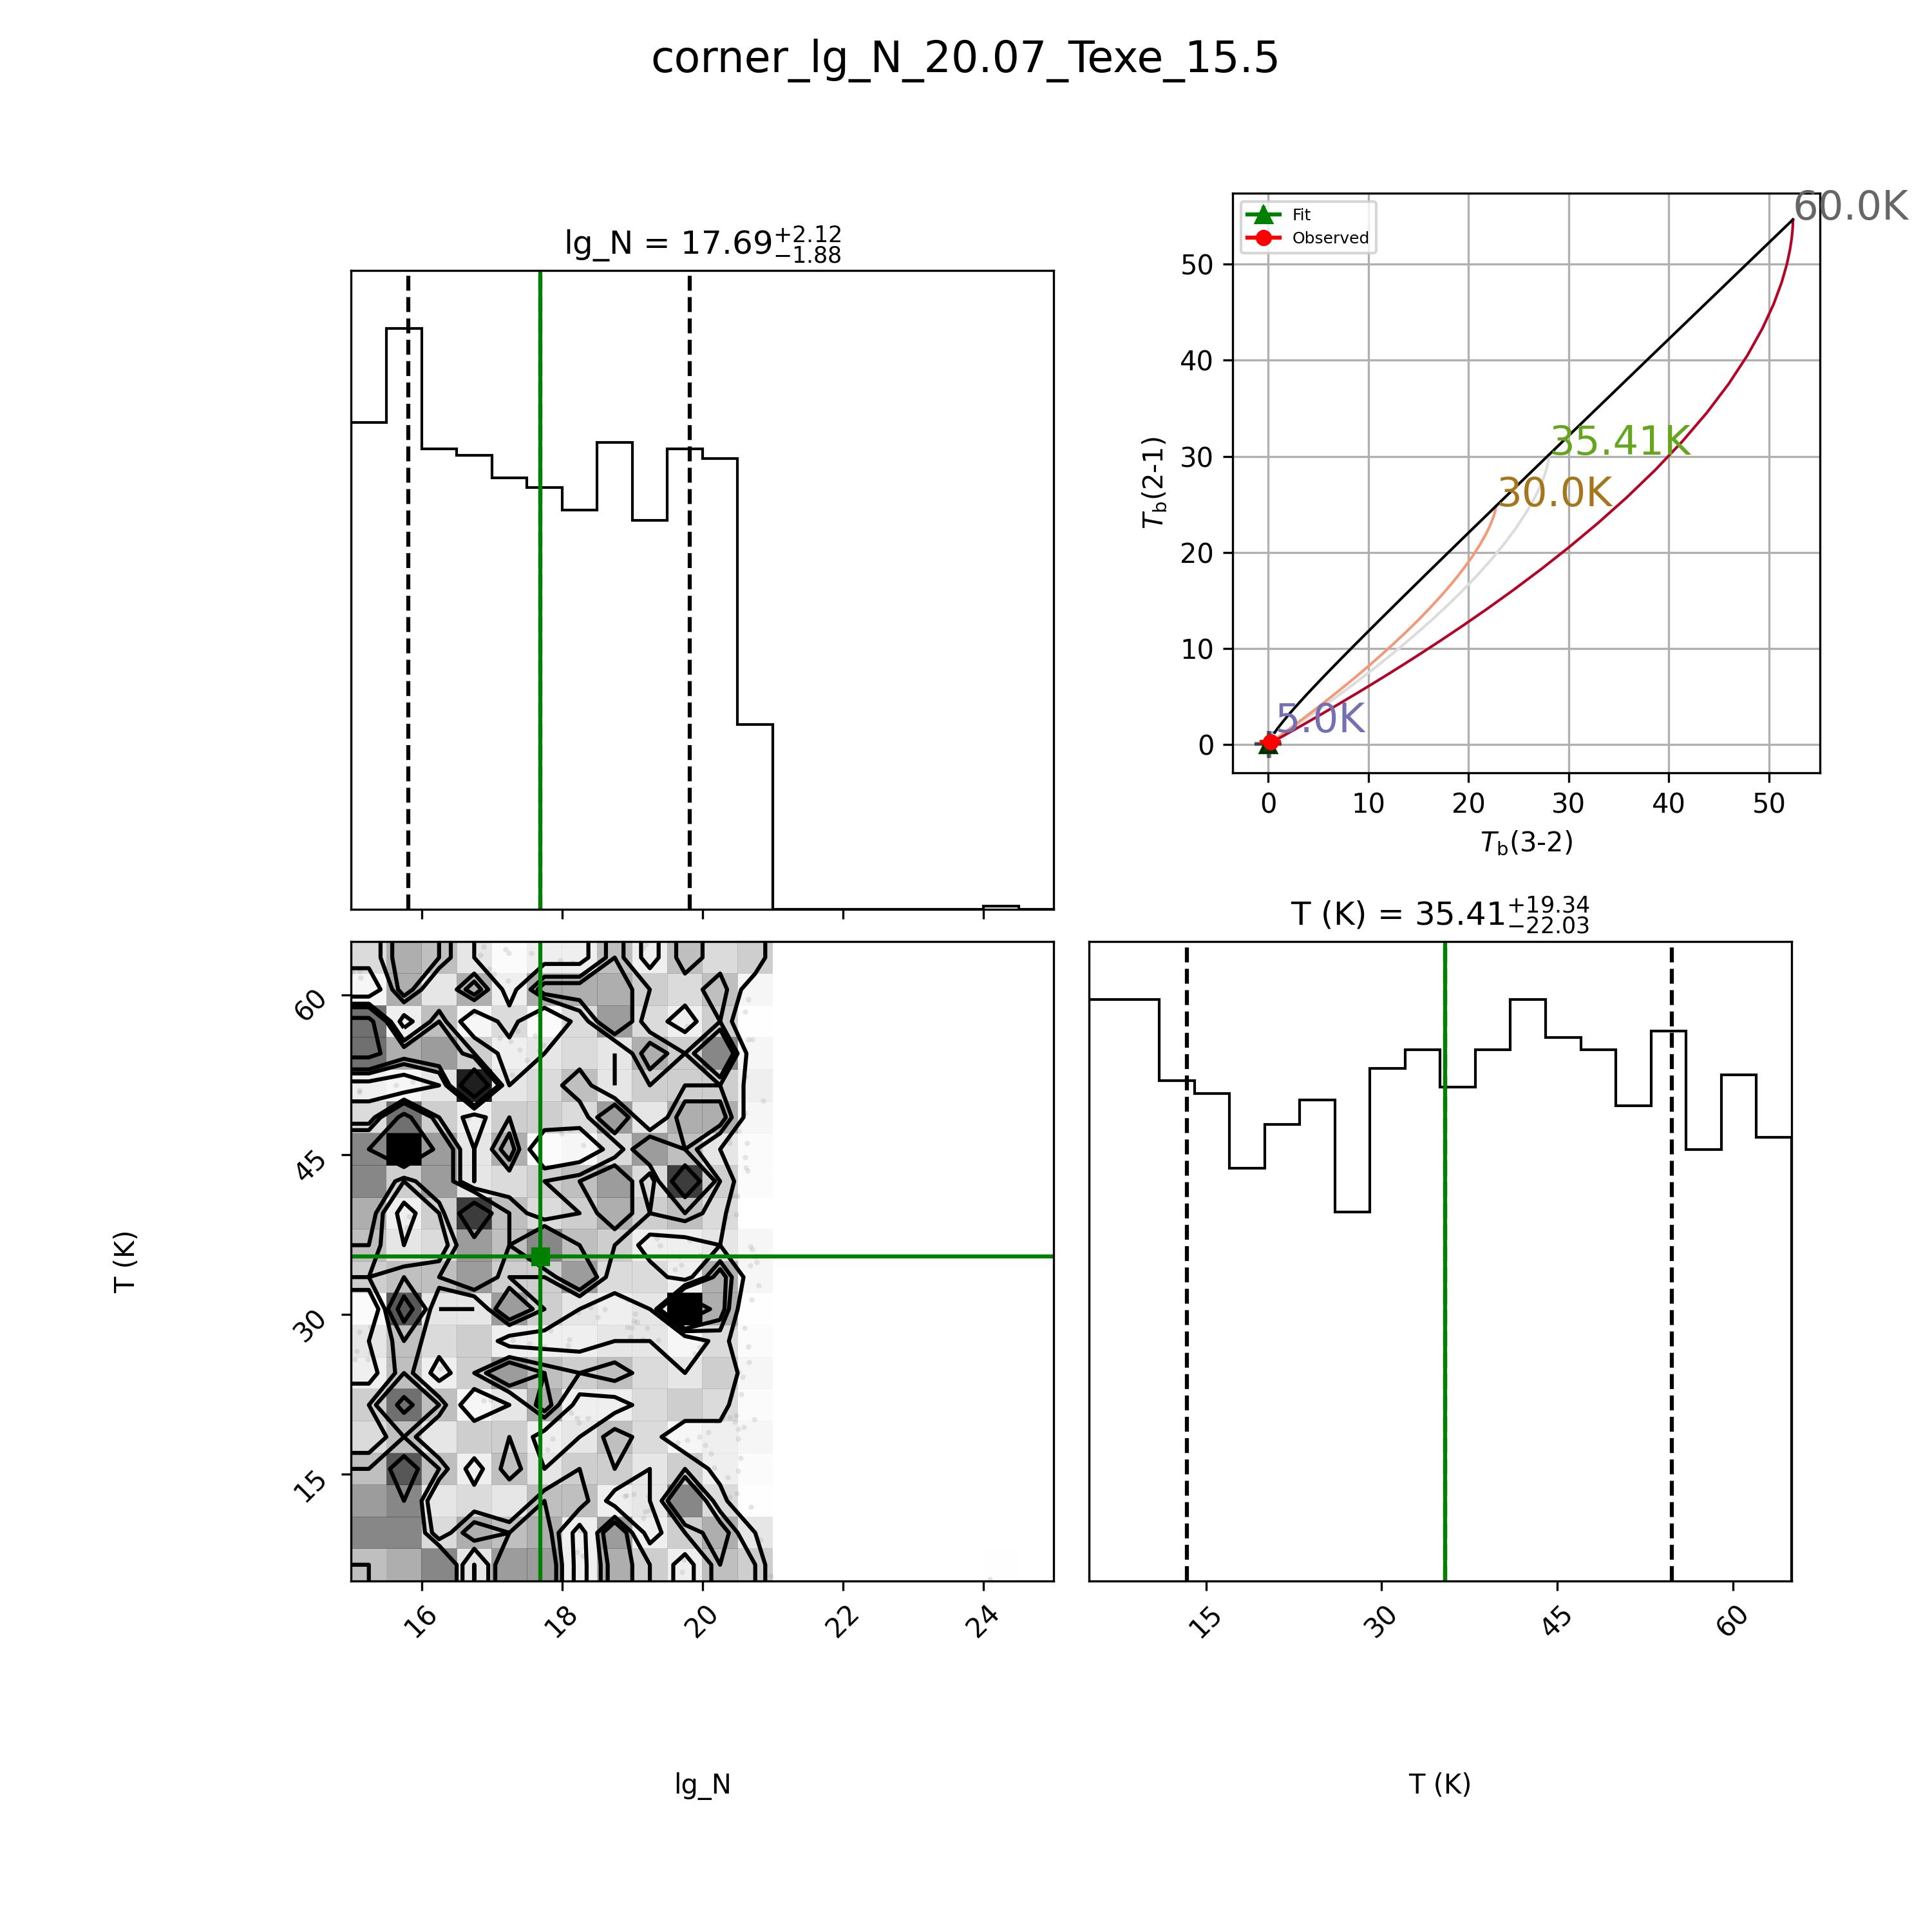 corner_lg_N_20.07_Texe_15.5
lg_N = 17.69+2.12−1.88
60.0K
Fit
Observed
50
40
30
20
10
0
35.41K
30.0K
5.0K
Tb(2-1)
0 10 20 30 40 50
Tb(3-2)
T (K) = 35.41+19.34−22.03
60
45
30
15
T (K)
16 18 20 22 24
15 30 45 60
lg_N
T (K)